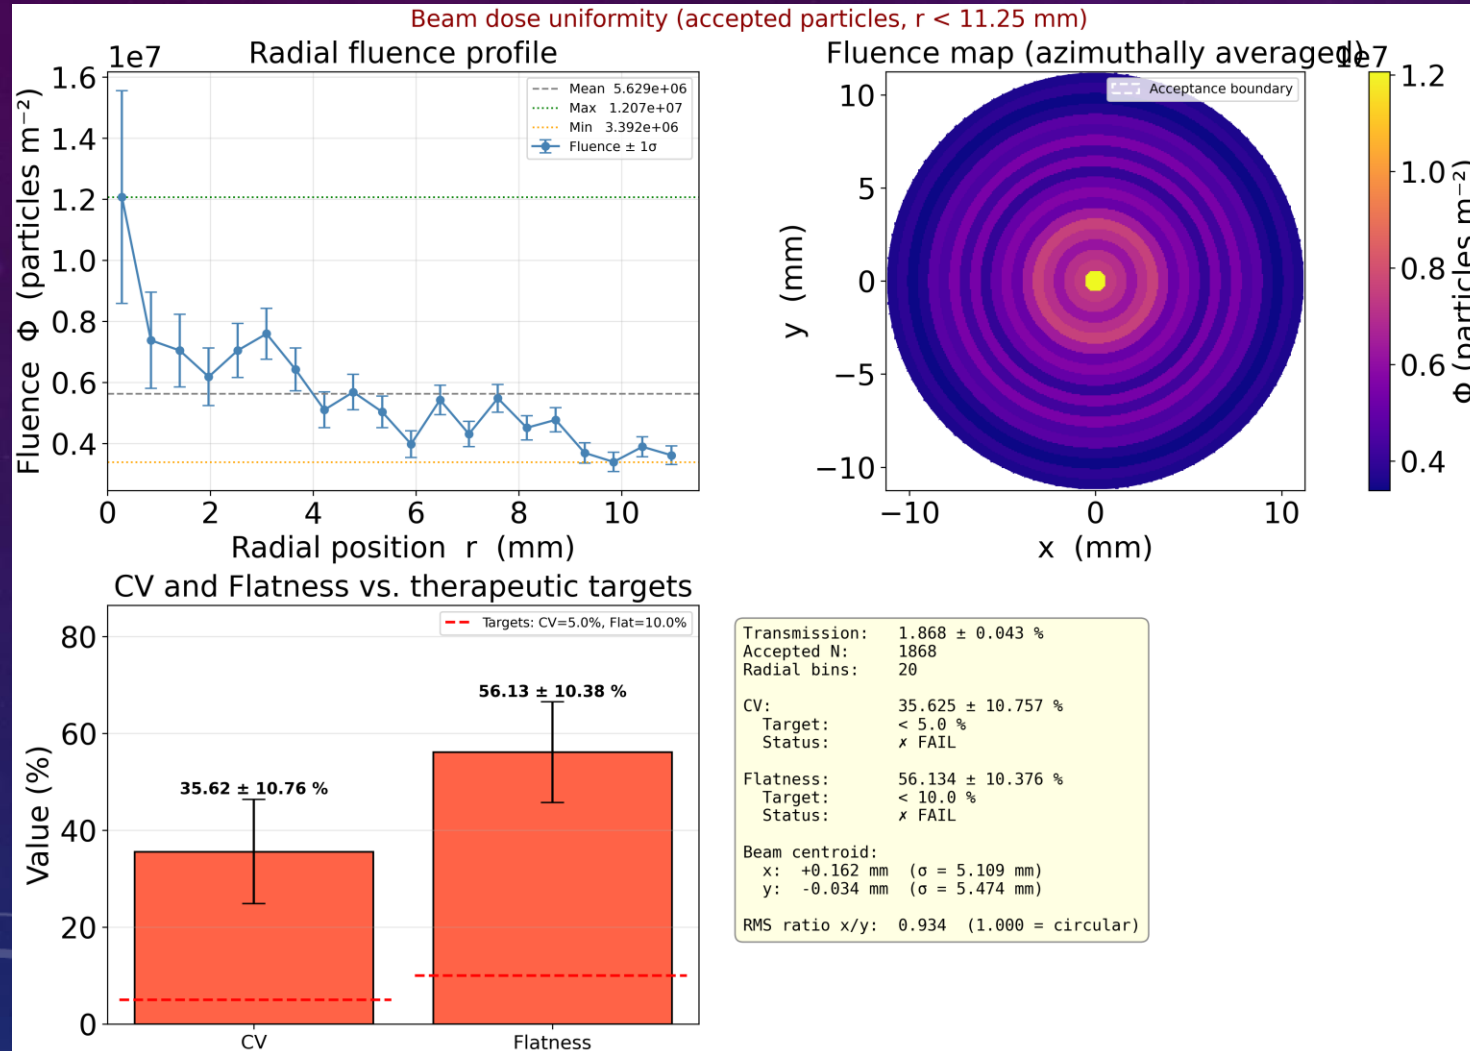 Beam dose uniformity (accepted particles, r < 11.25 mm)
Radial fluence profile
1e7
Fluence Φ (particles m⁻²)
1.6
1.4
1.2
1.0
0.8
0.6
0.4
0 2 4 6 8 10
Radial position r (mm)
Mean 5.629e+06
Max 1.207e+07
Min 3.392e+06
Fluence ± 1σ
Fluence map (azimuthally averaged)
1e7
Acceptance boundary
y (mm)
10
5
0
−5
−10
−10 0 10
x (mm)
1.2
1.0
0.8
0.6
0.4
Φ (particles m⁻²)
CV and Flatness vs. therapeutic targets
Targets: CV=5.0%, Flat=10.0%
Value (%)
80
60
40
20
0
35.62 ± 10.76 %
56.13 ± 10.38 %
CV Flatness
Transmission: 1.868 ± 0.043 %
Accepted N: 1868
Radial bins: 20
CV: 35.625 ± 10.757 %
Target: < 5.0 %
Status: ✗ FAIL
Flatness: 56.134 ± 10.376 %
Target: < 10.0 %
Status: ✗ FAIL
Beam centroid:
x: +0.162 mm (σ = 5.109 mm)
y: -0.034 mm (σ = 5.474 mm)
RMS ratio x/y: 0.934 (1.000 = circular)